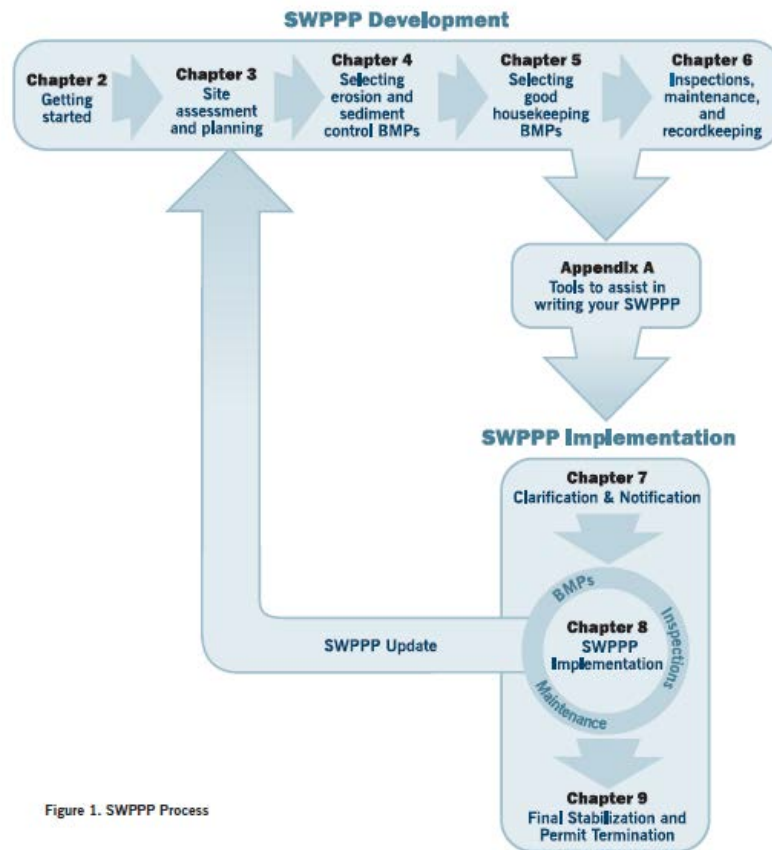 SWPPP Development
Chapter 2
Getting
started
Chapter 3
Site
assessment
and planning
Chapter 4
Selecting
erosion and
sediment
control BMPs
Chapter 5
Selecting
good
housekeeping
BMPs
Chapter 6
Inspections,
maintenance,
and
recordkeeping
Appendix A
Tools to assist in
writing your SWPPP
SWPPP Implementation
Chapter 7
Clarification & Notification
BMPs
Inspections
Maintenance
Chapter 8
SWPPP
Implementation
SWPPP Update
Chapter 9
Final Stabilization and
Permit Termination
Figure 1. SWPPP Process